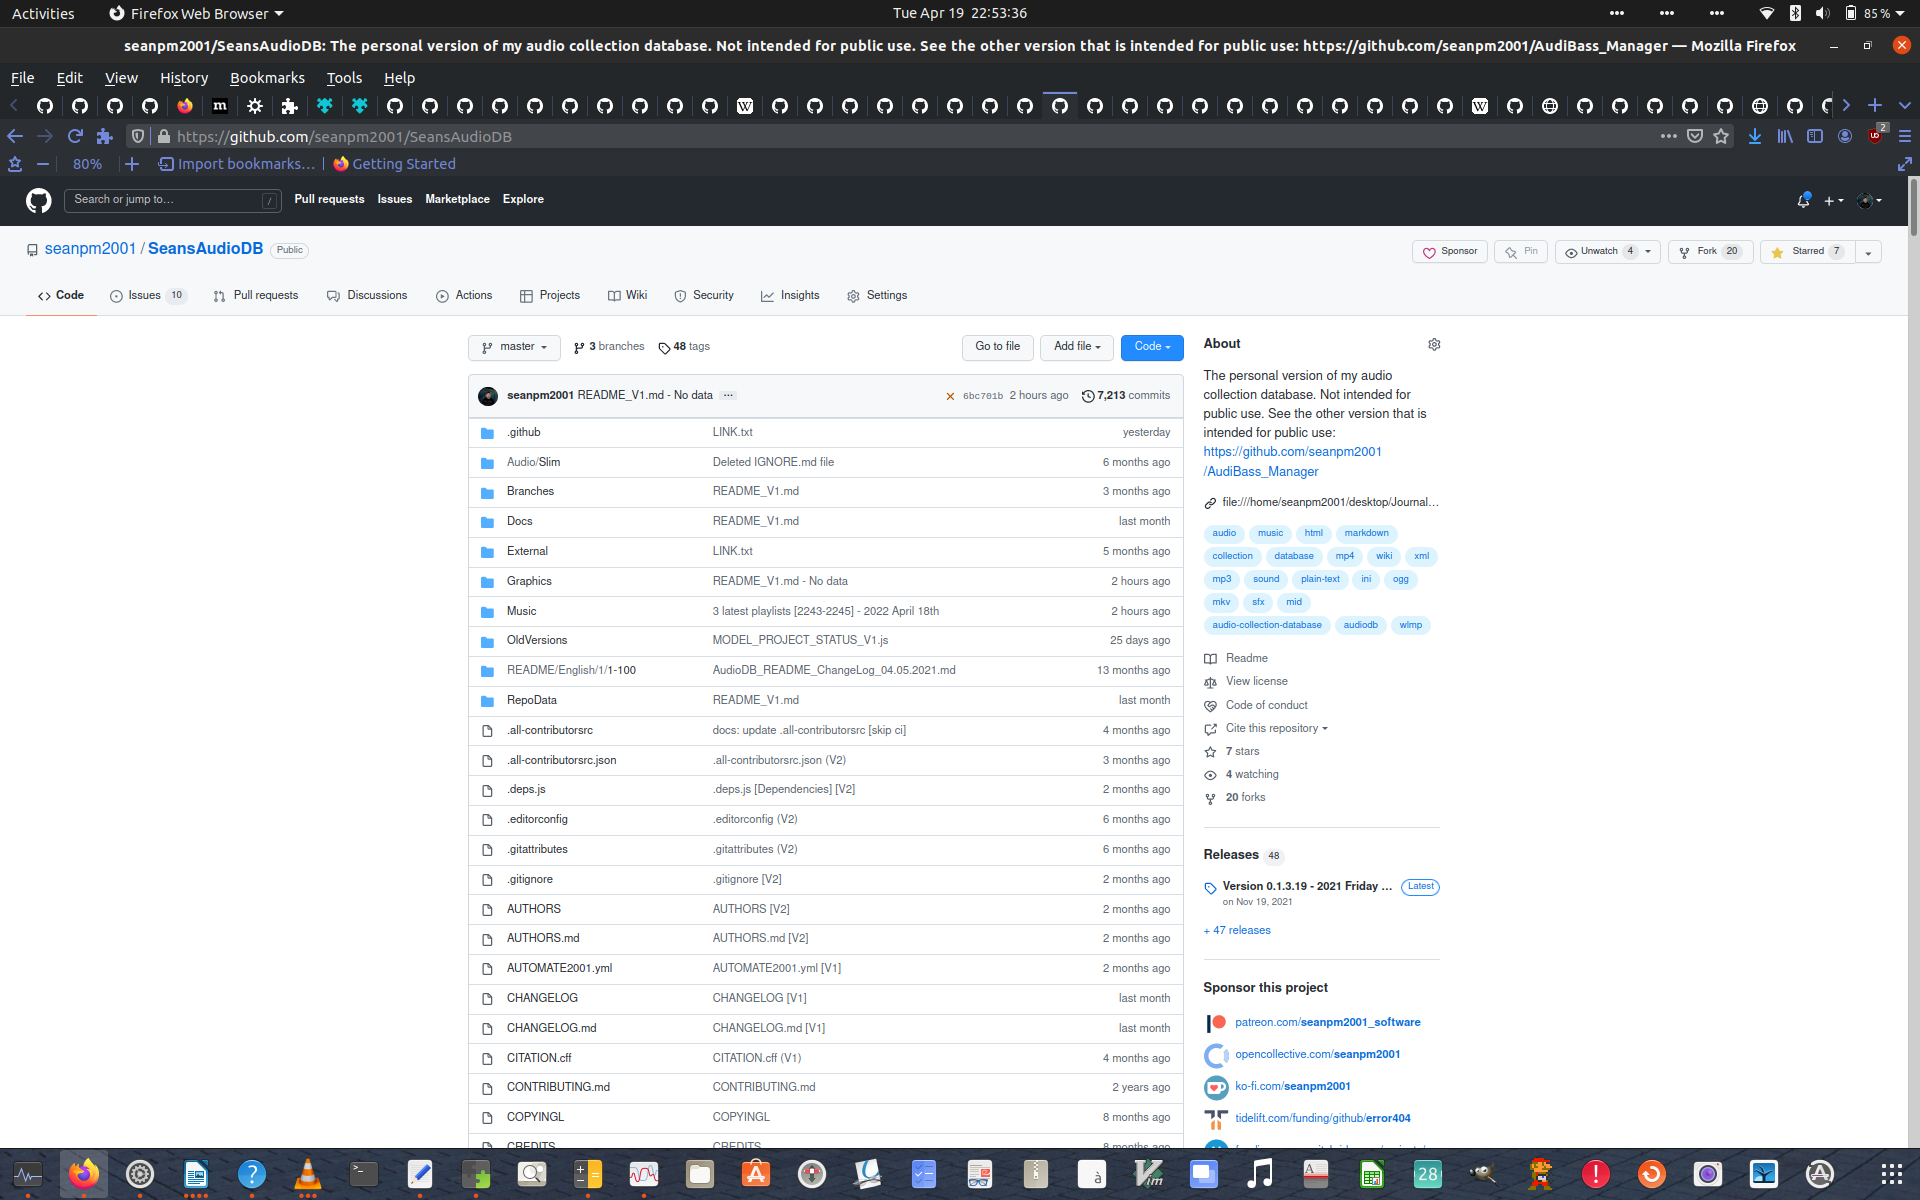 Activities
Firefox Web Browser
Tue Apr 19 22:53:36
85 %
seanpm2001/SeansAudioDB: The personal version of my audio collection database. Not intended for public use. See the other version that is intended for public use: https://github.com/seanpm2001/AudiBass_Manager — Mozilla Firefox
File Edit View History Bookmarks Tools Help
https://github.com/seanpm2001/SeansAudioDB
2
80%
Import bookmarks…
Getting Started
Search or jump to…
/
Pull requests Issues Marketplace Explore
seanpm2001 / SeansAudioDB Public
Sponsor
Pin
Unwatch 4
Fork 20
Starred 7
Code
Issues 10
Pull requests
Discussions
Actions
Projects
Wiki
Security
Insights
Settings
master
3 branches
48 tags
Go to file
Add file
Code
seanpm2001 README_V1.md - No data ...
6bc701b 2 hours ago
7,213 commits
.github LINK.txt yesterday
Audio/Slim Deleted IGNORE.md file 6 months ago
Branches README_V1.md 3 months ago
Docs README_V1.md last month
External LINK.txt 5 months ago
Graphics README_V1.md - No data 2 hours ago
Music 3 latest playlists [2243-2245] - 2022 April 18th 2 hours ago
OldVersions MODEL_PROJECT_STATUS_V1.js 25 days ago
README/English/1/1-100 AudioDB_README_ChangeLog_04.05.2021.md 13 months ago
RepoData README_V1.md last month
.all-contributorsrc docs: update .all-contributorsrc [skip ci] 4 months ago
.all-contributorsrc.json .all-contributorsrc.json (V2) 3 months ago
.deps.js .deps.js [Dependencies] [V2] 2 months ago
.editorconfig .editorconfig (V2) 6 months ago
.gitattributes .gitattributes (V2) 6 months ago
.gitignore .gitignore [V2] 2 months ago
AUTHORS AUTHORS [V2] 2 months ago
AUTHORS.md AUTHORS.md [V2] 2 months ago
AUTOMATE2001.yml AUTOMATE2001.yml [V1] 2 months ago
CHANGELOG CHANGELOG [V1] last month
CHANGELOG.md CHANGELOG.md [V1] last month
CITATION.cff CITATION.cff (V1) 4 months ago
CONTRIBUTING.md CONTRIBUTING.md 2 years ago
COPYINGL COPYINGL 8 months ago
CREDITS CREDITS 8 months ago
About
The personal version of my audio
collection database. Not intended for
public use. See the other version that is
intended for public use:
https://github.com/seanpm2001
/AudiBass_Manager
file:///home/seanpm2001/desktop/Journal…
audio music html markdown
collection database mp4 wiki xml
mp3 sound plain-text ini ogg
mkv sfx mid
audio-collection-database audiodb wlmp
Readme
View license
Code of conduct
Cite this repository
7 stars
4 watching
20 forks
Releases 48
Version 0.1.3.19 - 2021 Friday ... Latest
on Nov 19, 2021
+ 47 releases
Sponsor this project
patreon.com/seanpm2001_software
opencollective.com/seanpm2001
ko-fi.com/seanpm2001
tidelift.com/funding/github/error404
28